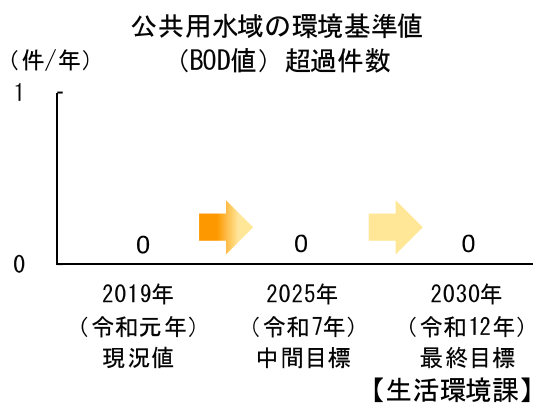 公共用水域の環境基準値
（BOD値）超過件数
（件/年）
1
0
0
0
0
2019年
（令和元年）
現況値
2025年
（令和7年）
中間目標
2030年
（令和12年）
最終目標
【生活環境課】